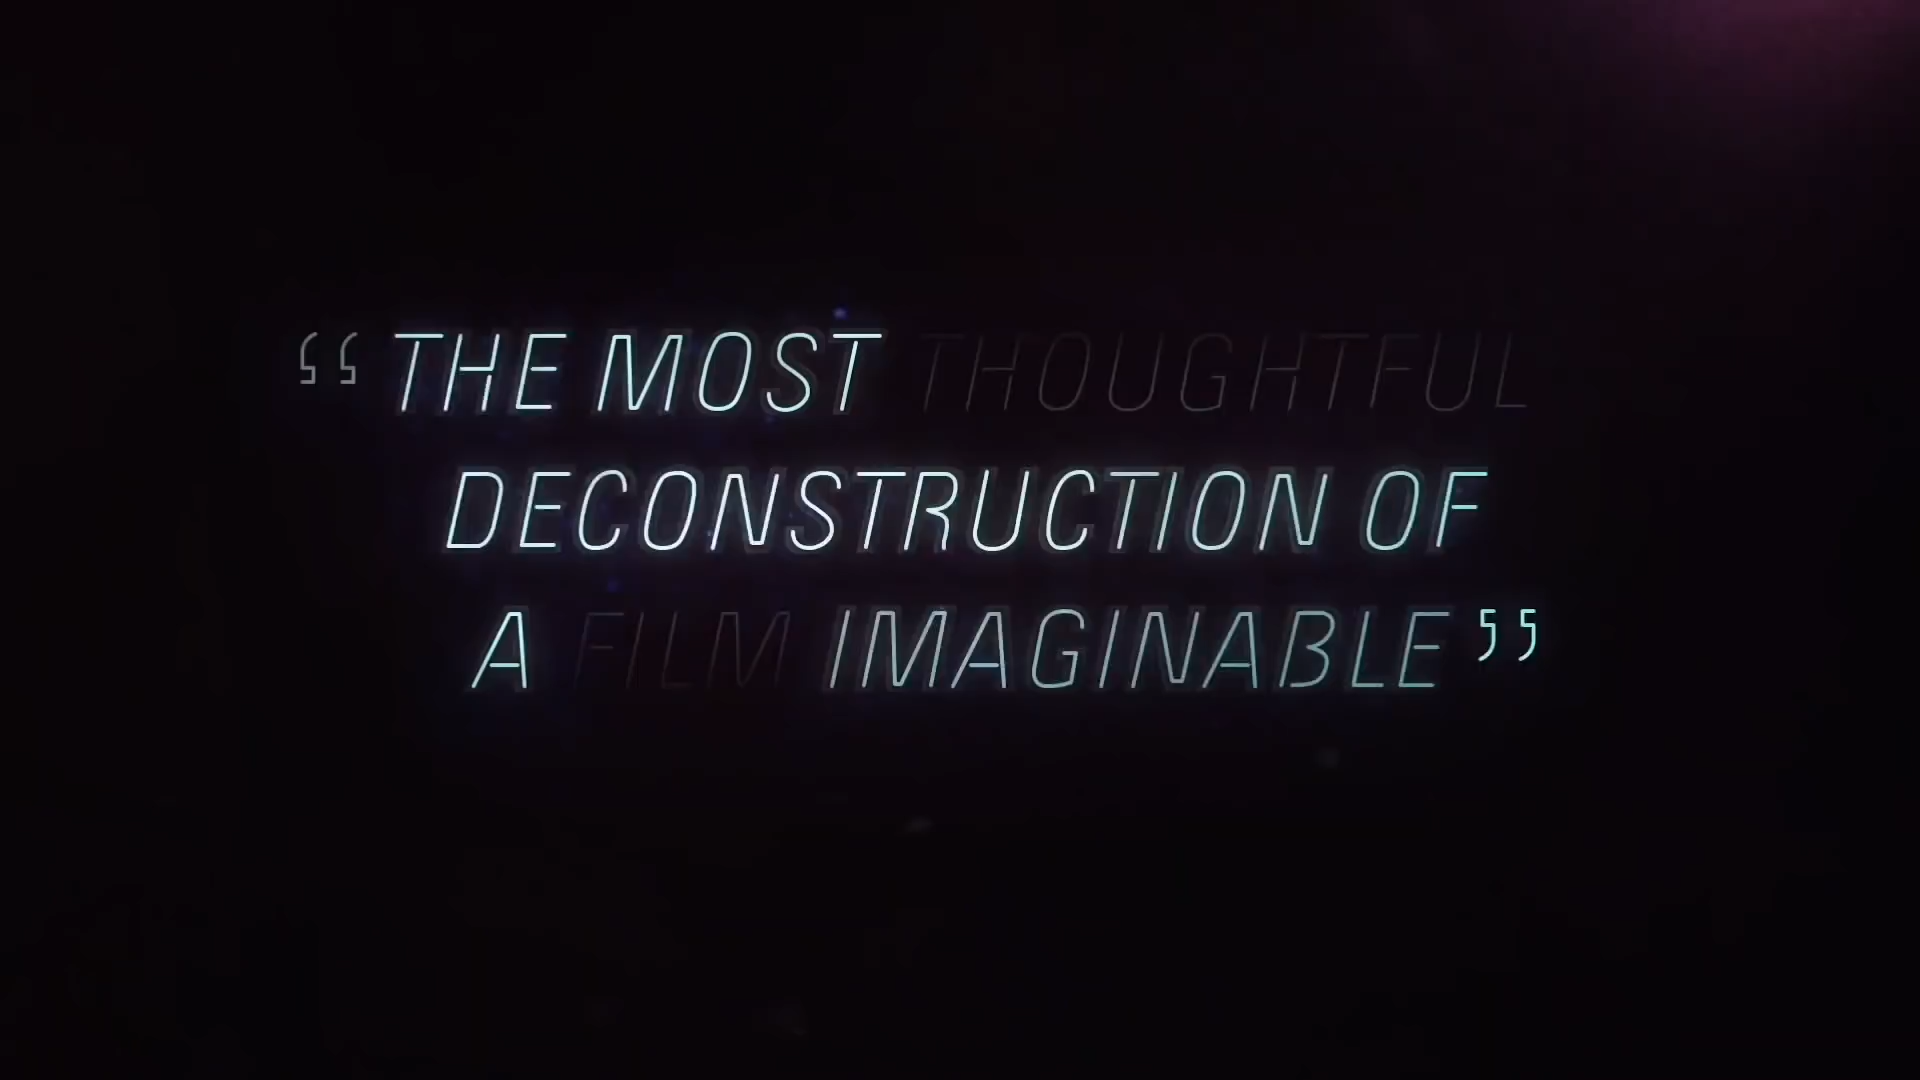 “THE MOST THOUGHTFUL
DECONSTRUCTION OF
A FILM IMAGINABLE”